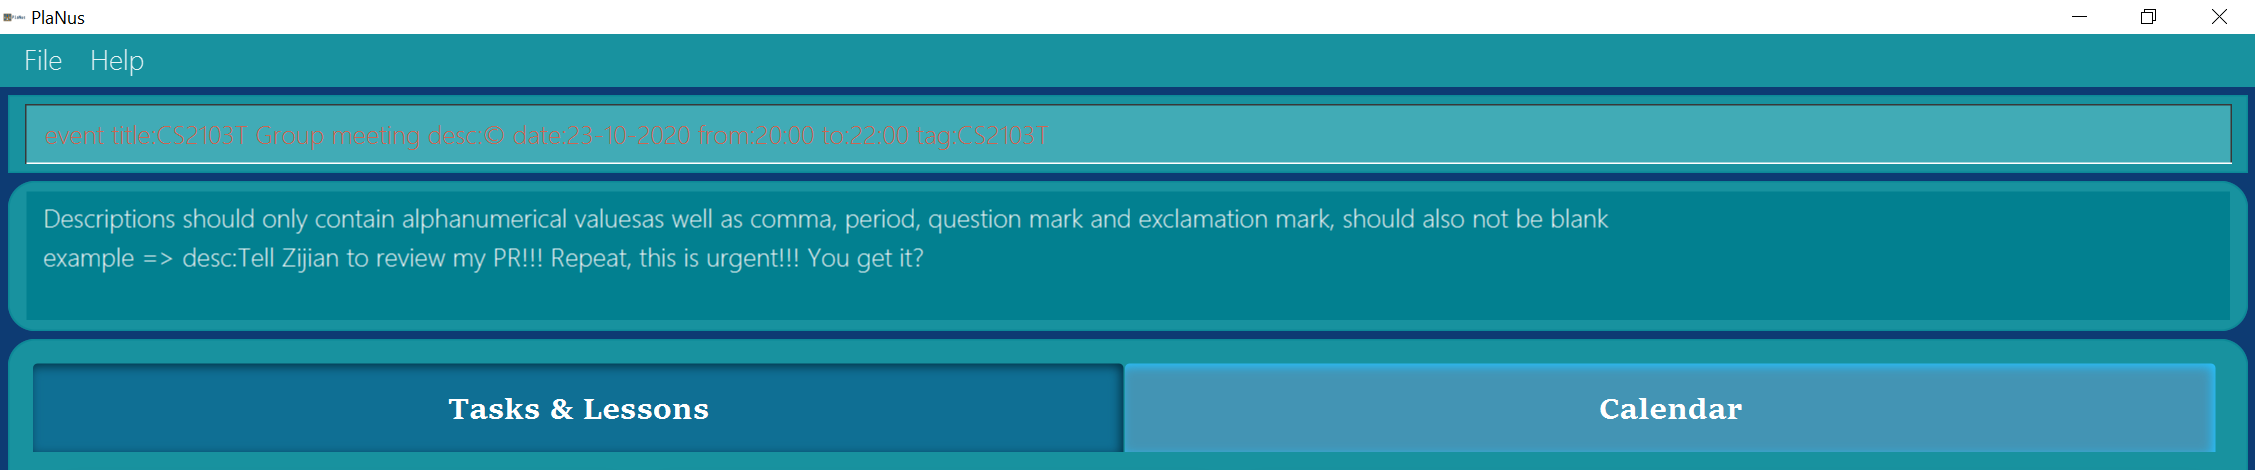 PlaNus
File Help
event title:CS2103T Group meeting desc:© date:23-10-2020 from:20:00 to:22:00 tag:CS2103T
Descriptions should only contain alphanumerical valuesas well as comma, period, question mark and exclamation mark, should also not be blank
example => desc:Tell Zijian to review my PR!!! Repeat, this is urgent!!! You get it?
Tasks & Lessons Calendar